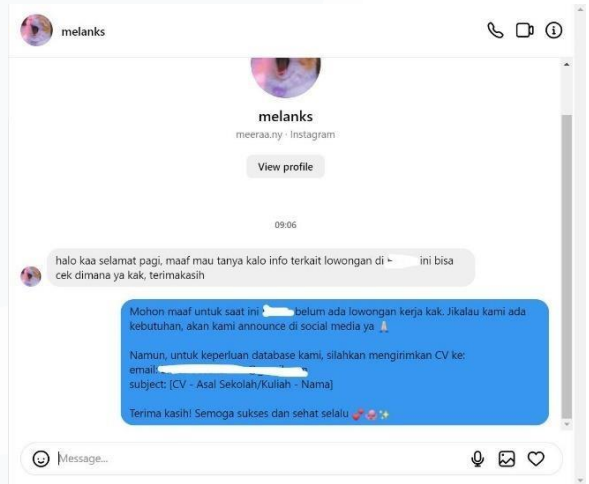 melanks
melanks
meeraa.ny · Instagram
View profile
09:06
halo kaa selamat pagi, maaf mau tanya kalo info terkait lowongan di ini bisa
cek dimana ya kak, terimakasih
Mohon maaf untuk saat ini belum ada lowongan kerja kak. Jikalau kami ada
kebutuhan, akan kami announce di social media ya 🙏🏻
Namun, untuk keperluan database kami, silahkan mengirimkan CV ke:
email:
subject: [CV - Asal Sekolah/Kuliah - Nama]
Terima kasih! Semoga sukses dan sehat selalu 💕🌸✨
Message...